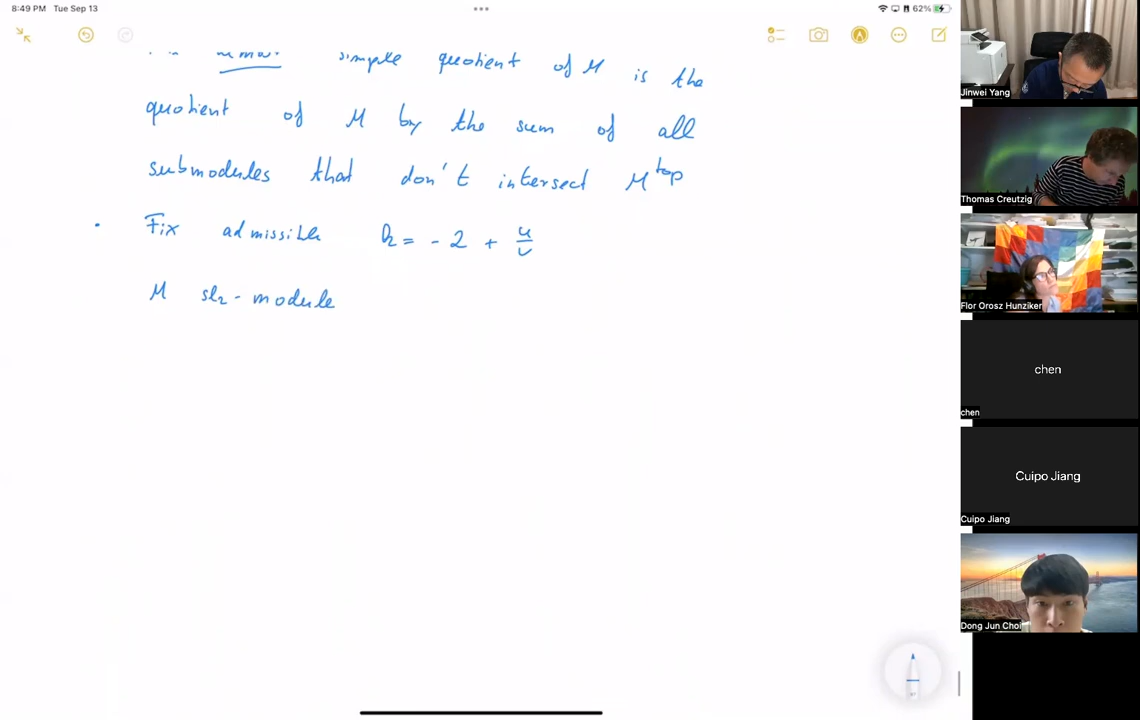 8:49 PM Tue Sep 13
62%
simple quotient of M is the
quotient of M by the sum of all
submodules that don't intersect M^top
· Fix admissible k = -2 + u/v
M sl₂-module
Jinwei Yang
Thomas Creutzig
Flor Orosz Hunziker
chen
chen
Cuipo Jiang
Cuipo Jiang
Dong Jun Choi